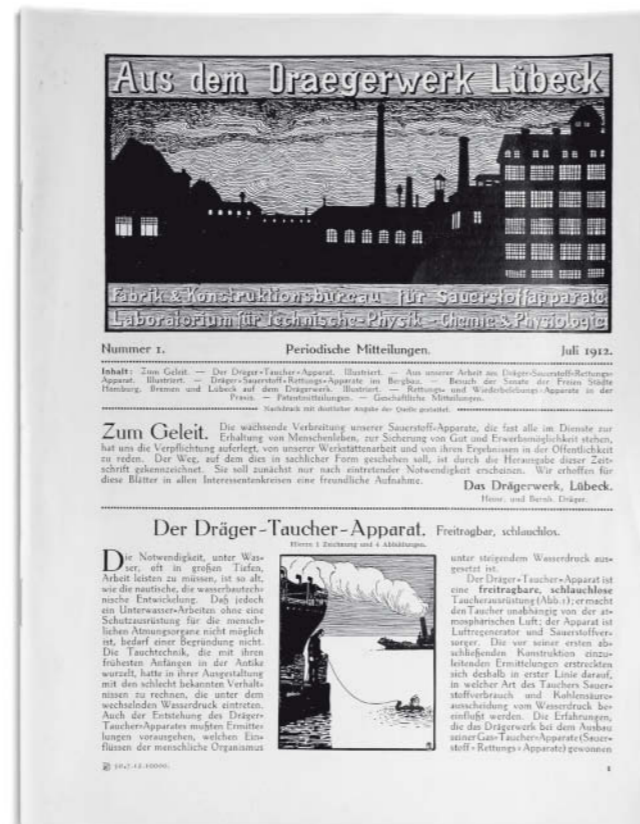 Aus dem Draegerwerk Lübeck
Fabrik & Konstruktionsbureau für Sauerstoffapparate
Laboratorium für technische-Physik-Chemie & Physiologie
Nummer 1. Periodische Mitteilungen. Juli 1912.
Inhalt: Zum Geleit. — Der Dräger-Taucher-Apparat. Illustriert. — Aus unserer Arbeit am Dräger-Sauerstoff-Rettungs-
Apparat. Illustriert. — Dräger-Sauerstoff-Rettungs-Apparate im Bergbau. — Besuch der Senate der Freien Städte
Hamburg, Bremen und Lübeck auf dem Drägerwerk. Illustriert. — Rettungs- und Wiederbelebungs-Apparate in der
Praxis. — Patentmitteilungen. — Geschäftliche Mitteilungen.
Nachdruck mit deutlicher Angabe der Quelle gestattet.
Zum Geleit. Die wachsende Verbreitung unserer Sauerstoff-Apparate, die fast alle im Dienste zur
Erhaltung von Menschenleben, zur Sicherung von Gut und Erwerbsmöglichkeit stehen,
hat uns die Verpflichtung auferlegt, von unserer Werkstättenarbeit und von ihren Ergebnissen in der Öffentlichkeit
zu reden. Der Weg, auf dem dies in sachlicher Form geschehen soll, ist durch die Herausgabe dieser Zeit-
schrift gekennzeichnet. Sie soll zunächst nur nach eintretender Notwendigkeit erscheinen. Wir erhoffen für
diese Blätter in allen Interessentenkreisen eine freundliche Aufnahme.
Das Drägerwerk, Lübeck.
Heinr. und Bernh. Dräger.
Der Dräger-Taucher-Apparat. Freitragbar, schlauchlos.
Hierzu 1 Zeichnung und 4 Abbildungen.
Die Notwendigkeit, unter Was-
ser, oft in großen Tiefen,
Arbeit leisten zu müssen, ist so alt,
wie die nautische, die wasserbautech-
nische Entwickelung. Daß jedoch
ein Unterwasser-Arbeiten ohne eine
Schutzausrüstung für die mensch-
lichen Atmungsorgane nicht möglich
ist, bedarf einer Begründung nicht.
Die Tauchtechnik, die mit ihren
frühesten Anfängen in der Antike
wurzelt, hatte in ihrer Ausgestaltung
mit den schlecht bekannten Verhält-
nissen zu rechnen, die unter dem
wechselnden Wasserdruck eintreten.
Auch der Entstehung des Dräger-
Taucher-Apparates mußten Ermitte-
lungen vorausgehen, welchen Ein-
flüssen der menschliche Organismus
unter steigendem Wasserdruck aus-
gesetzt ist.
Der Dräger-Taucher-Apparat ist
eine freitragbare, schlauchlose
Taucherausrüstung (Abb. 1); er macht
den Taucher unabhängig von der at-
mosphärischen Luft; der Apparat ist
Luftregenerator und Sauerstoffver-
sorger. Die vor seiner ersten ab-
schließenden Konstruktion einzu-
leitenden Ermittelungen erstreckten
sich deshalb in erster Linie darauf,
in welcher Art des Tauchers Sauer-
stoffverbrauch und Kohlensäure-
ausscheidung vom Wasserdruck be-
einflußt werden. Die Erfahrungen,
die das Drägerwerk bei dem Ausbau
seiner Gas-Taucher-Apparate (Sauer-
stoff-Rettungs-Apparate) gewonnen
1